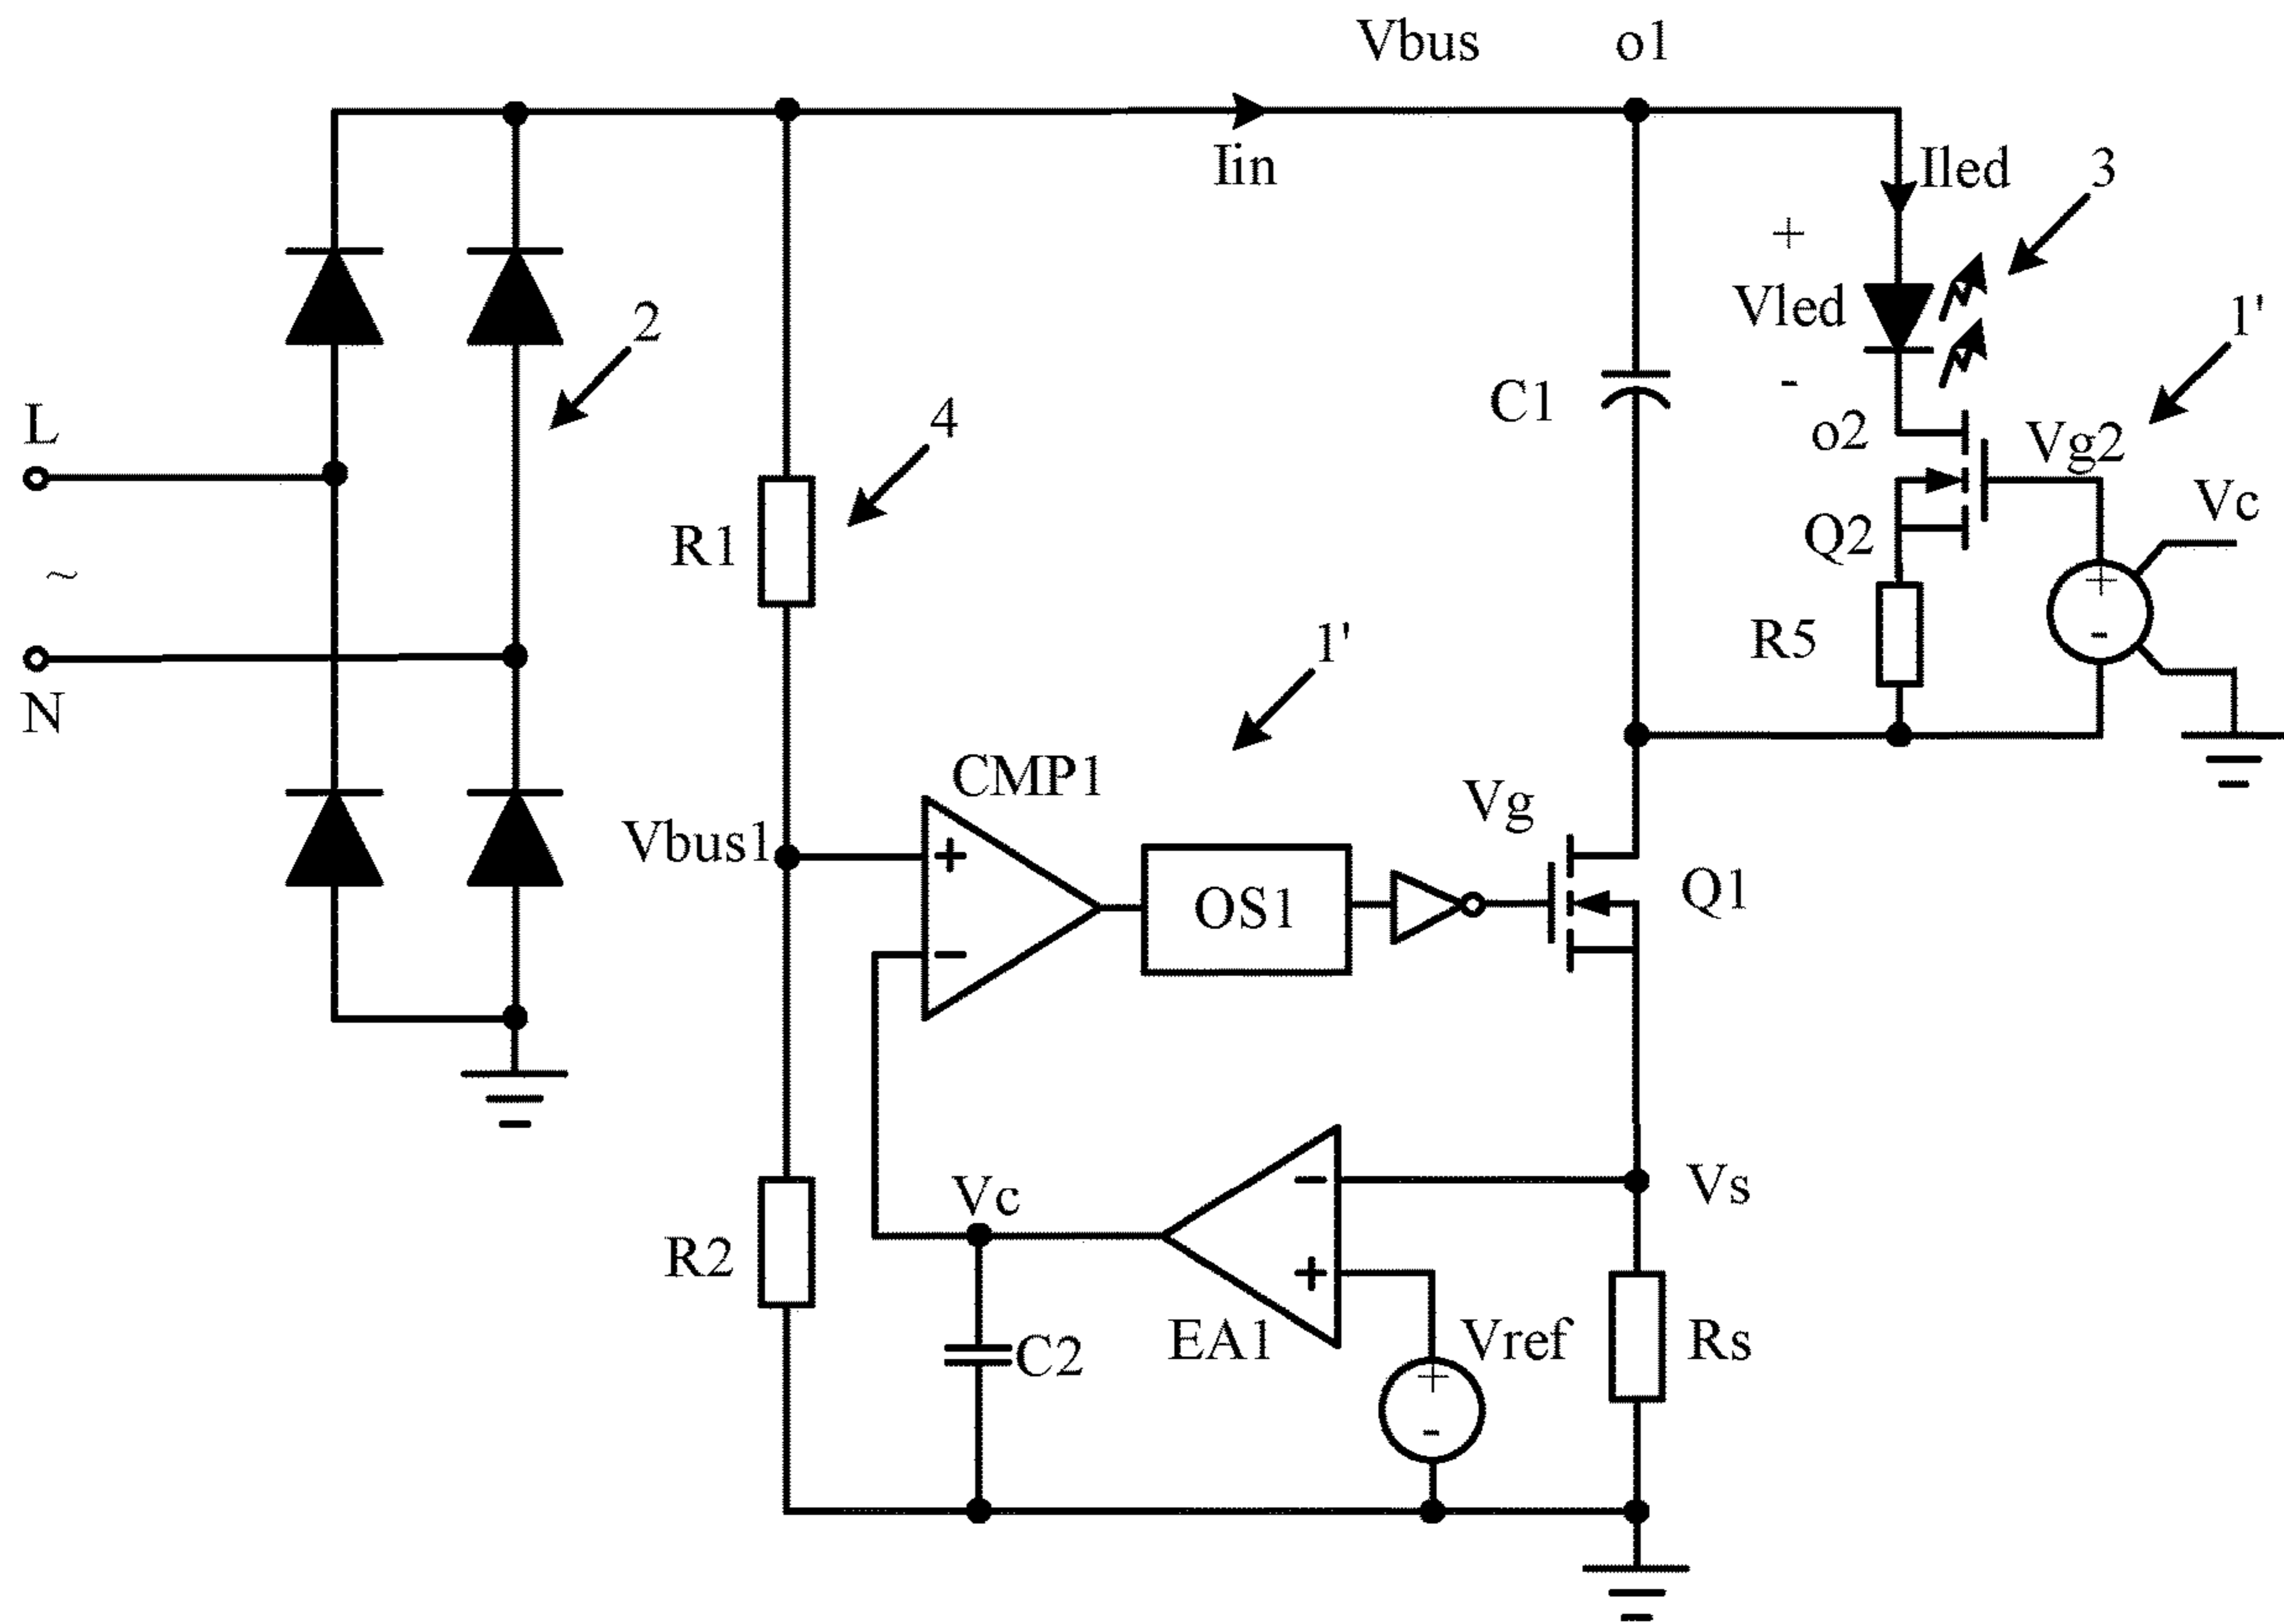 Vbus
o1
Iin
Iled
3
+
Vled
-
2
1'
L
4
C1
o2
Vg2
Vc
R1
Q2
~
+
-
R5
N
1'
CMP1
Vg
Vbus1
+
OS1
Q1
−
Vc
−
Vs
R2
+
EA1
Vref
Rs
C2
+
-